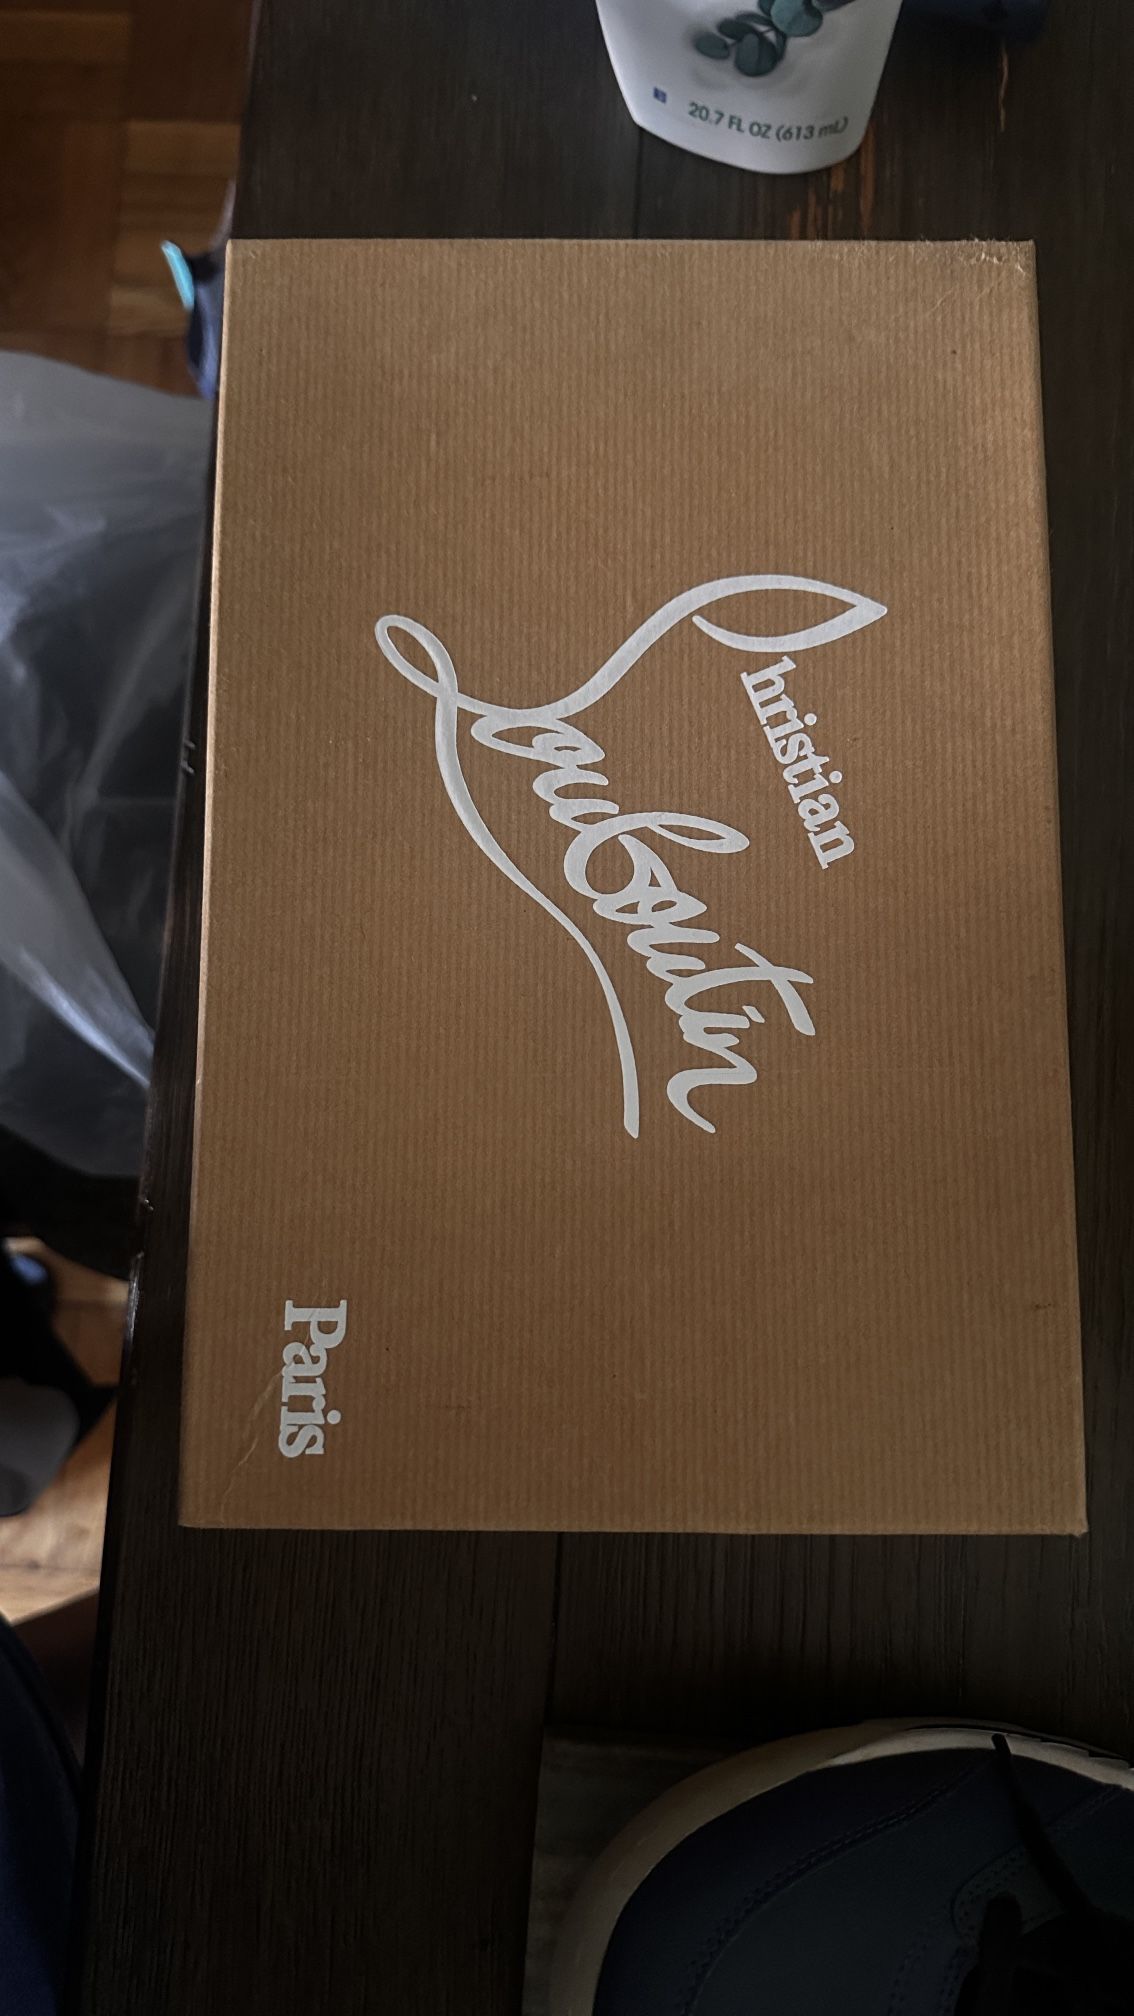 20.7 FL OZ (613 mL)
Christian
Louboutin
Paris